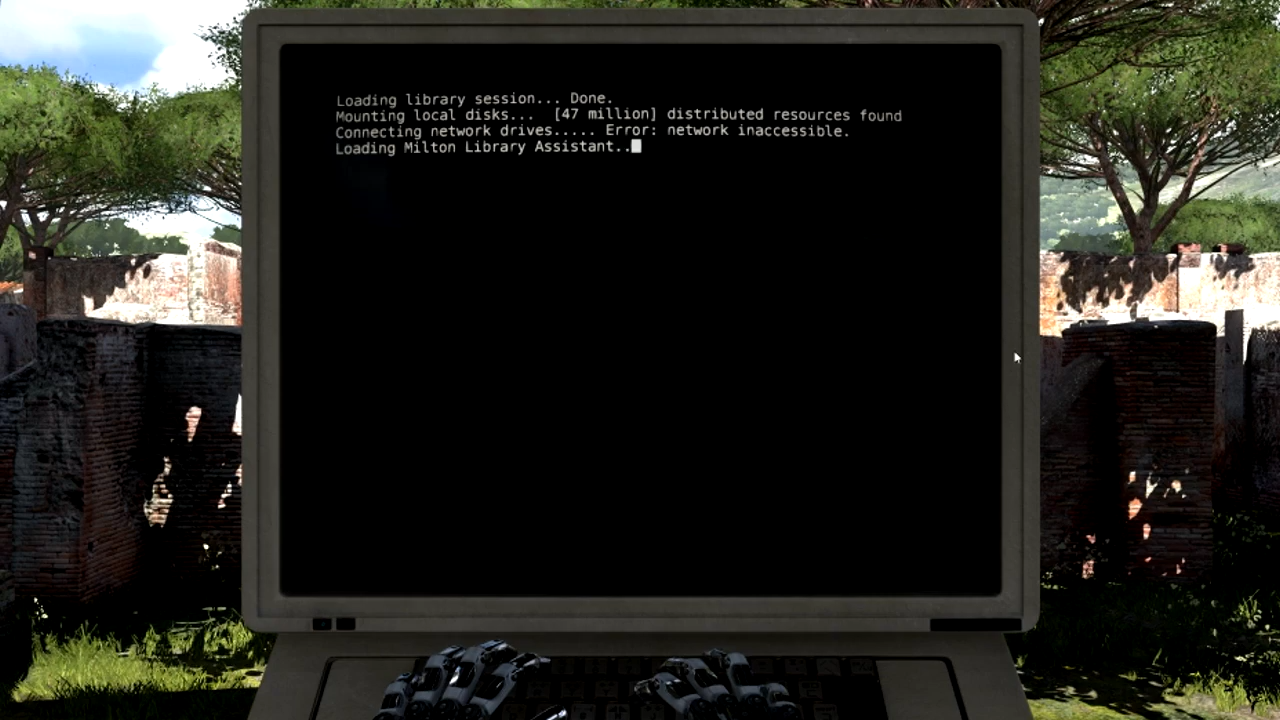 Loading library session... Done.
Mounting local disks...  [47 million] distributed resources found
Connecting network drives..... Error: network inaccessible.
Loading Milton Library Assistant..